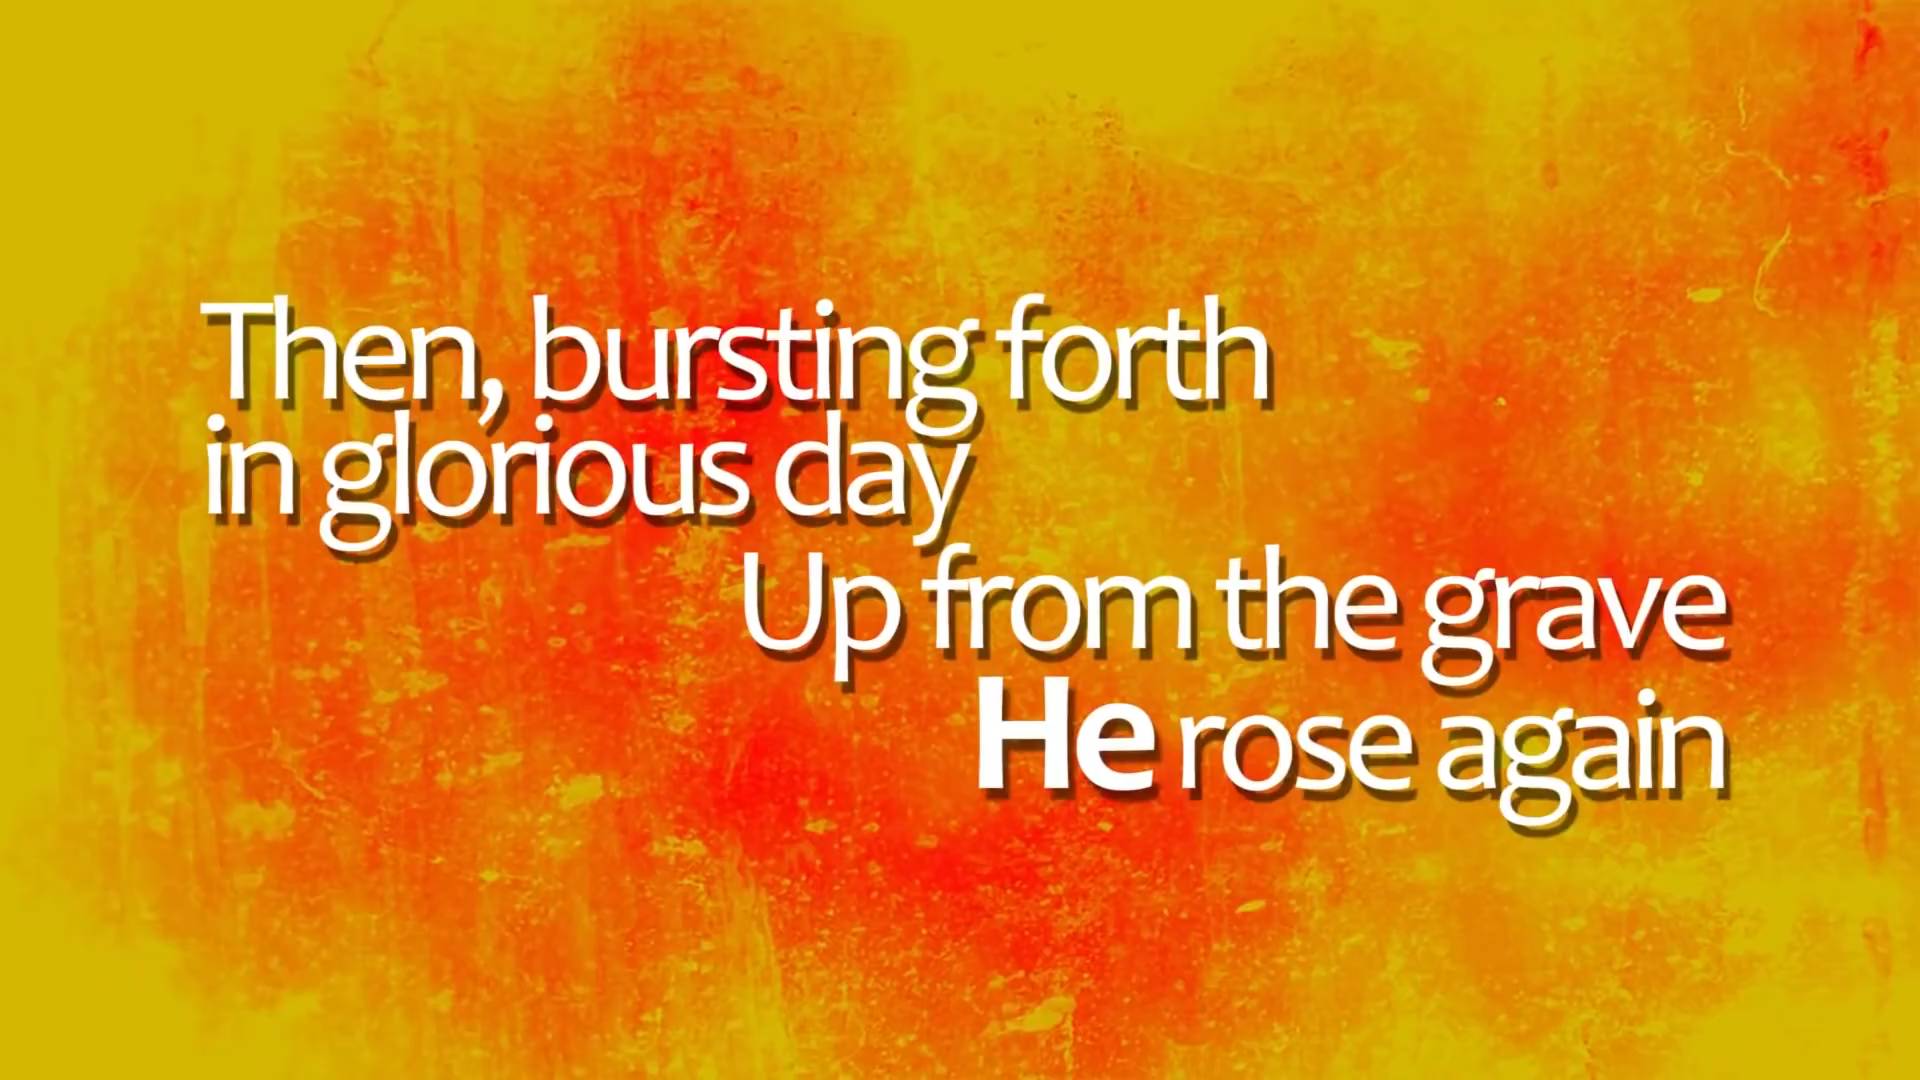 Then, bursting forth
in glorious day
Up from the grave
He rose again